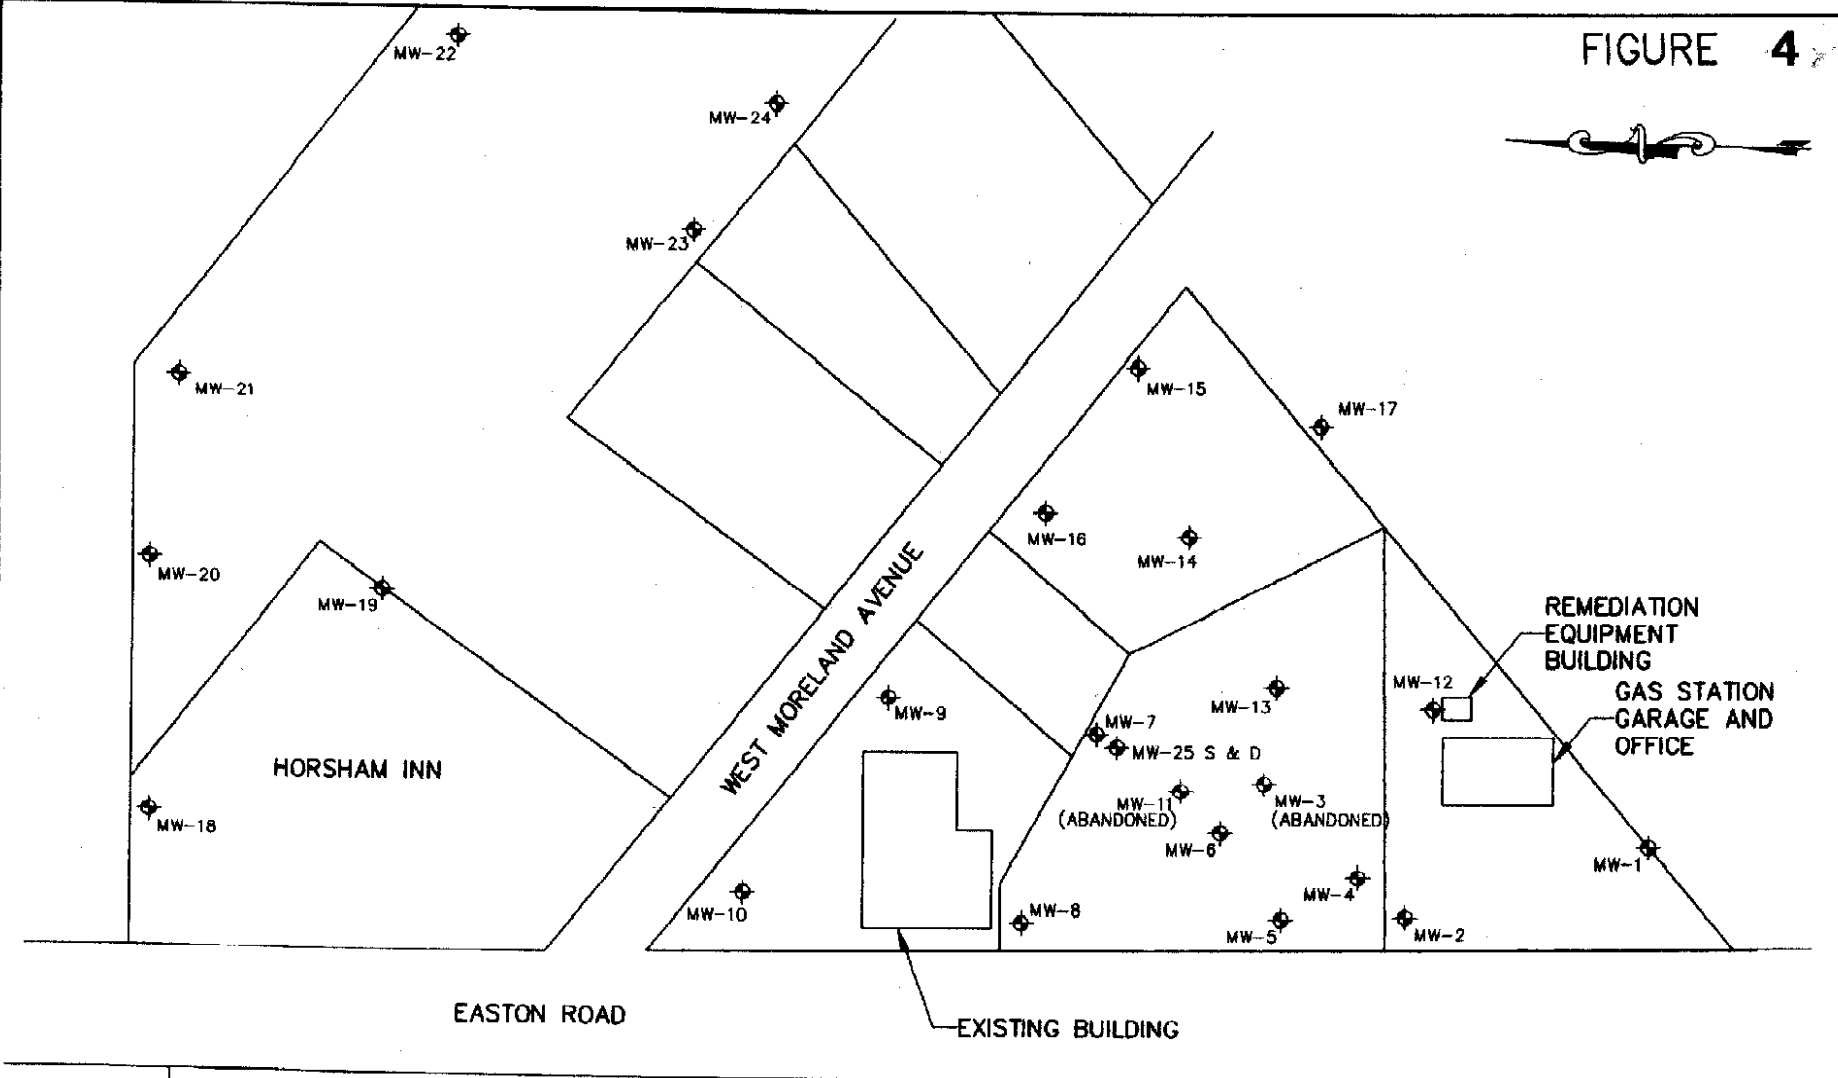 FIGURE 4
MW-22
MW-24
MW-23
MW-21
MW-15
MW-17
MW-16
MW-14
MW-20
MW-19
WEST MORELAND AVENUE
REMEDIATION
EQUIPMENT
BUILDING
MW-12
GAS STATION
GARAGE AND
OFFICE
MW-13
MW-9
MW-7
MW-25 S & D
HORSHAM INN
MW-11
(ABANDONED)
MW-3
(ABANDONED)
MW-18
MW-6
MW-1
MW-4
MW-10
MW-8
MW-5
MW-2
EASTON ROAD
EXISTING BUILDING